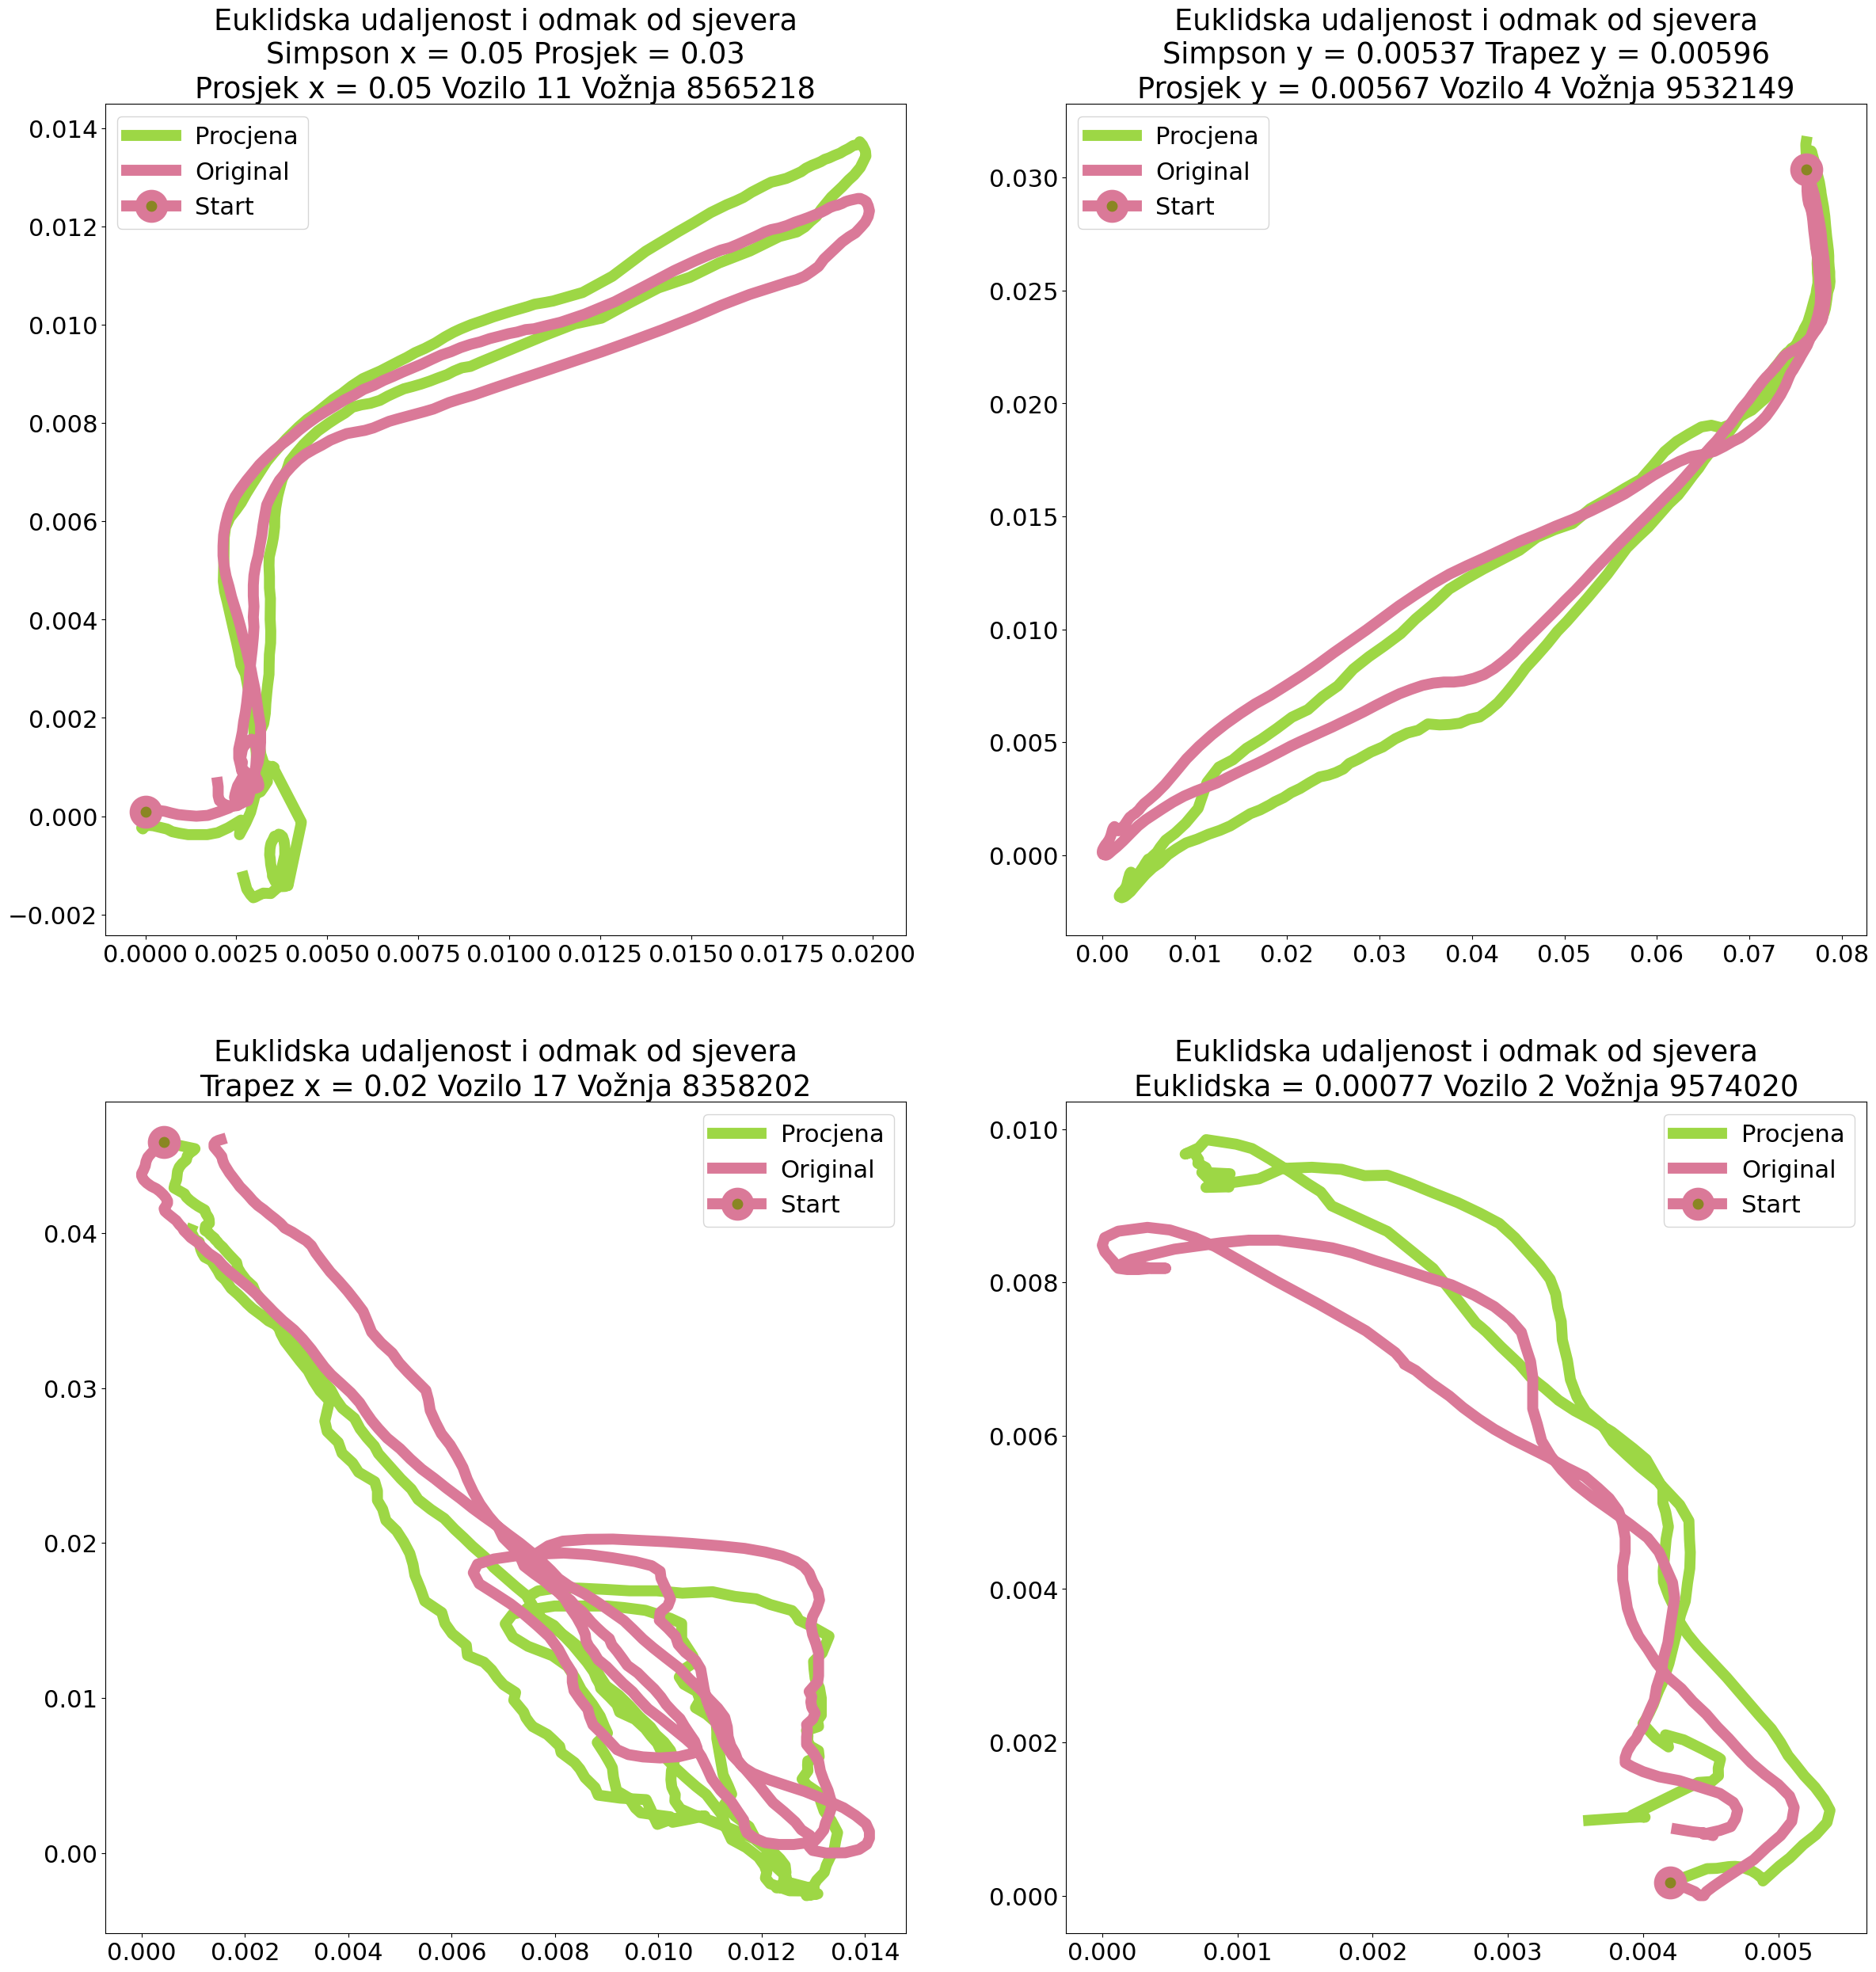 Euklidska udaljenost i odmak od sjevera
Simpson x = 0.05 Prosjek = 0.03
Prosjek x = 0.05 Vozilo 11 Vožnja 8565218
0.014
0.012
0.010
0.008
0.006
0.004
0.002
0.000
−0.002
Procjena
Original
Start
0.0000 0.0025 0.0050 0.0075 0.0100 0.0125 0.0150 0.0175 0.0200
Euklidska udaljenost i odmak od sjevera
Simpson y = 0.00537 Trapez y = 0.00596
Prosjek y = 0.00567 Vozilo 4 Vožnja 9532149
0.030
0.025
0.020
0.015
0.010
0.005
0.000
Procjena
Original
Start
0.00 0.01 0.02 0.03 0.04 0.05 0.06 0.07 0.08
Euklidska udaljenost i odmak od sjevera
Trapez x = 0.02 Vozilo 17 Vožnja 8358202
0.04
0.03
0.02
0.01
0.00
Procjena
Original
Start
0.000 0.002 0.004 0.006 0.008 0.010 0.012 0.014
Euklidska udaljenost i odmak od sjevera
Euklidska = 0.00077 Vozilo 2 Vožnja 9574020
0.010
0.008
0.006
0.004
0.002
0.000
Procjena
Original
Start
0.000 0.001 0.002 0.003 0.004 0.005